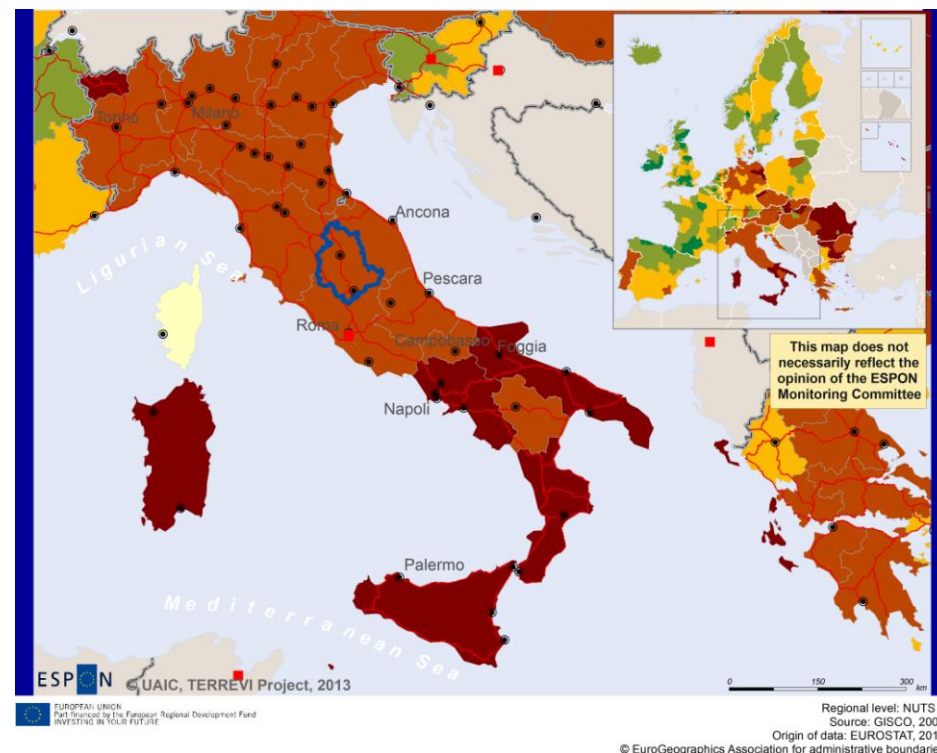 Torino
Milano
Ancona
Ligurian Sea
Pescara
Roma
Campobasso
Foggia
Napoli
Palermo
Mediterranean Sea
This map does not
necessarily reflect the
opinion of the ESPON
Monitoring Committee
ESPON
© UAIC, TERREVI Project, 2013
0 150 300
km
EUROPEAN UNION
Part financed by the European Regional Development Fund
INVESTING IN YOUR FUTURE
Regional level: NUTS
Source: GISCO, 200
Origin of data: EUROSTAT, 201
© EuroGeographics Association for administrative boundarie